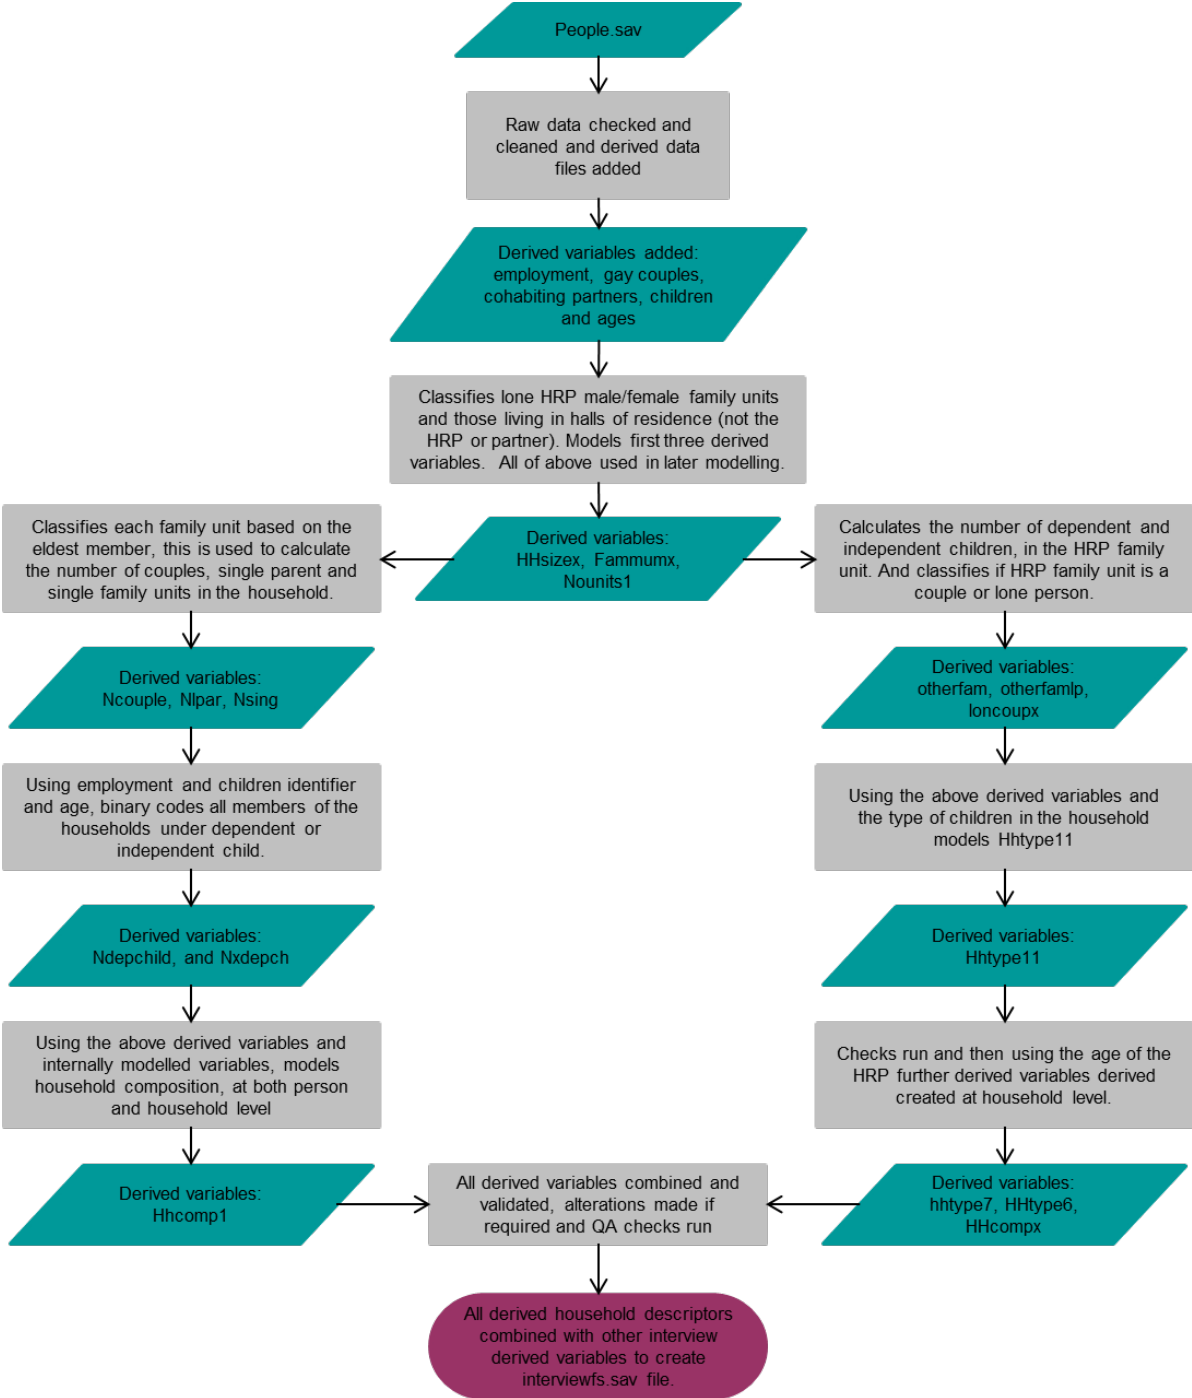 People.sav
Raw data checked and
cleaned and derived data
files added
Derived variables added:
employment, gay couples,
cohabiting partners, children
and ages
Classifies lone HRP male/female family units
and those living in halls of residence (not the
HRP or partner). Models first three derived
variables. All of above used in later modelling.
Classifies each family unit based on the
eldest member, this is used to calculate
the number of couples, single parent and
single family units in the household.
Derived variables:
HHsizex, Fammumx,
Nounits1
Calculates the number of dependent and
independent children, in the HRP family
unit. And classifies if HRP family unit is a
couple or lone person.
Derived variables:
Ncouple, Nlpar, Nsing
Derived variables:
otherfam, otherfamlp,
loncoupx
Using employment and children identifier
and age, binary codes all members of the
households under dependent or
independent child.
Using the above derived variables and
the type of children in the household
models Hhtype11
Derived variables:
Ndepchild, and Nxdepch
Derived variables:
Hhtype11
Using the above derived variables and
internally modelled variables, models
household composition, at both person
and household level
Checks run and then using the age of the
HRP further derived variables derived
created at household level.
Derived variables:
Hhcomp1
All derived variables combined and
validated, alterations made if
required and QA checks run
Derived variables:
hhtype7, HHtype6,
HHcompx
All derived household descriptors
combined with other interview
derived variables to create
interviewfs.sav file.